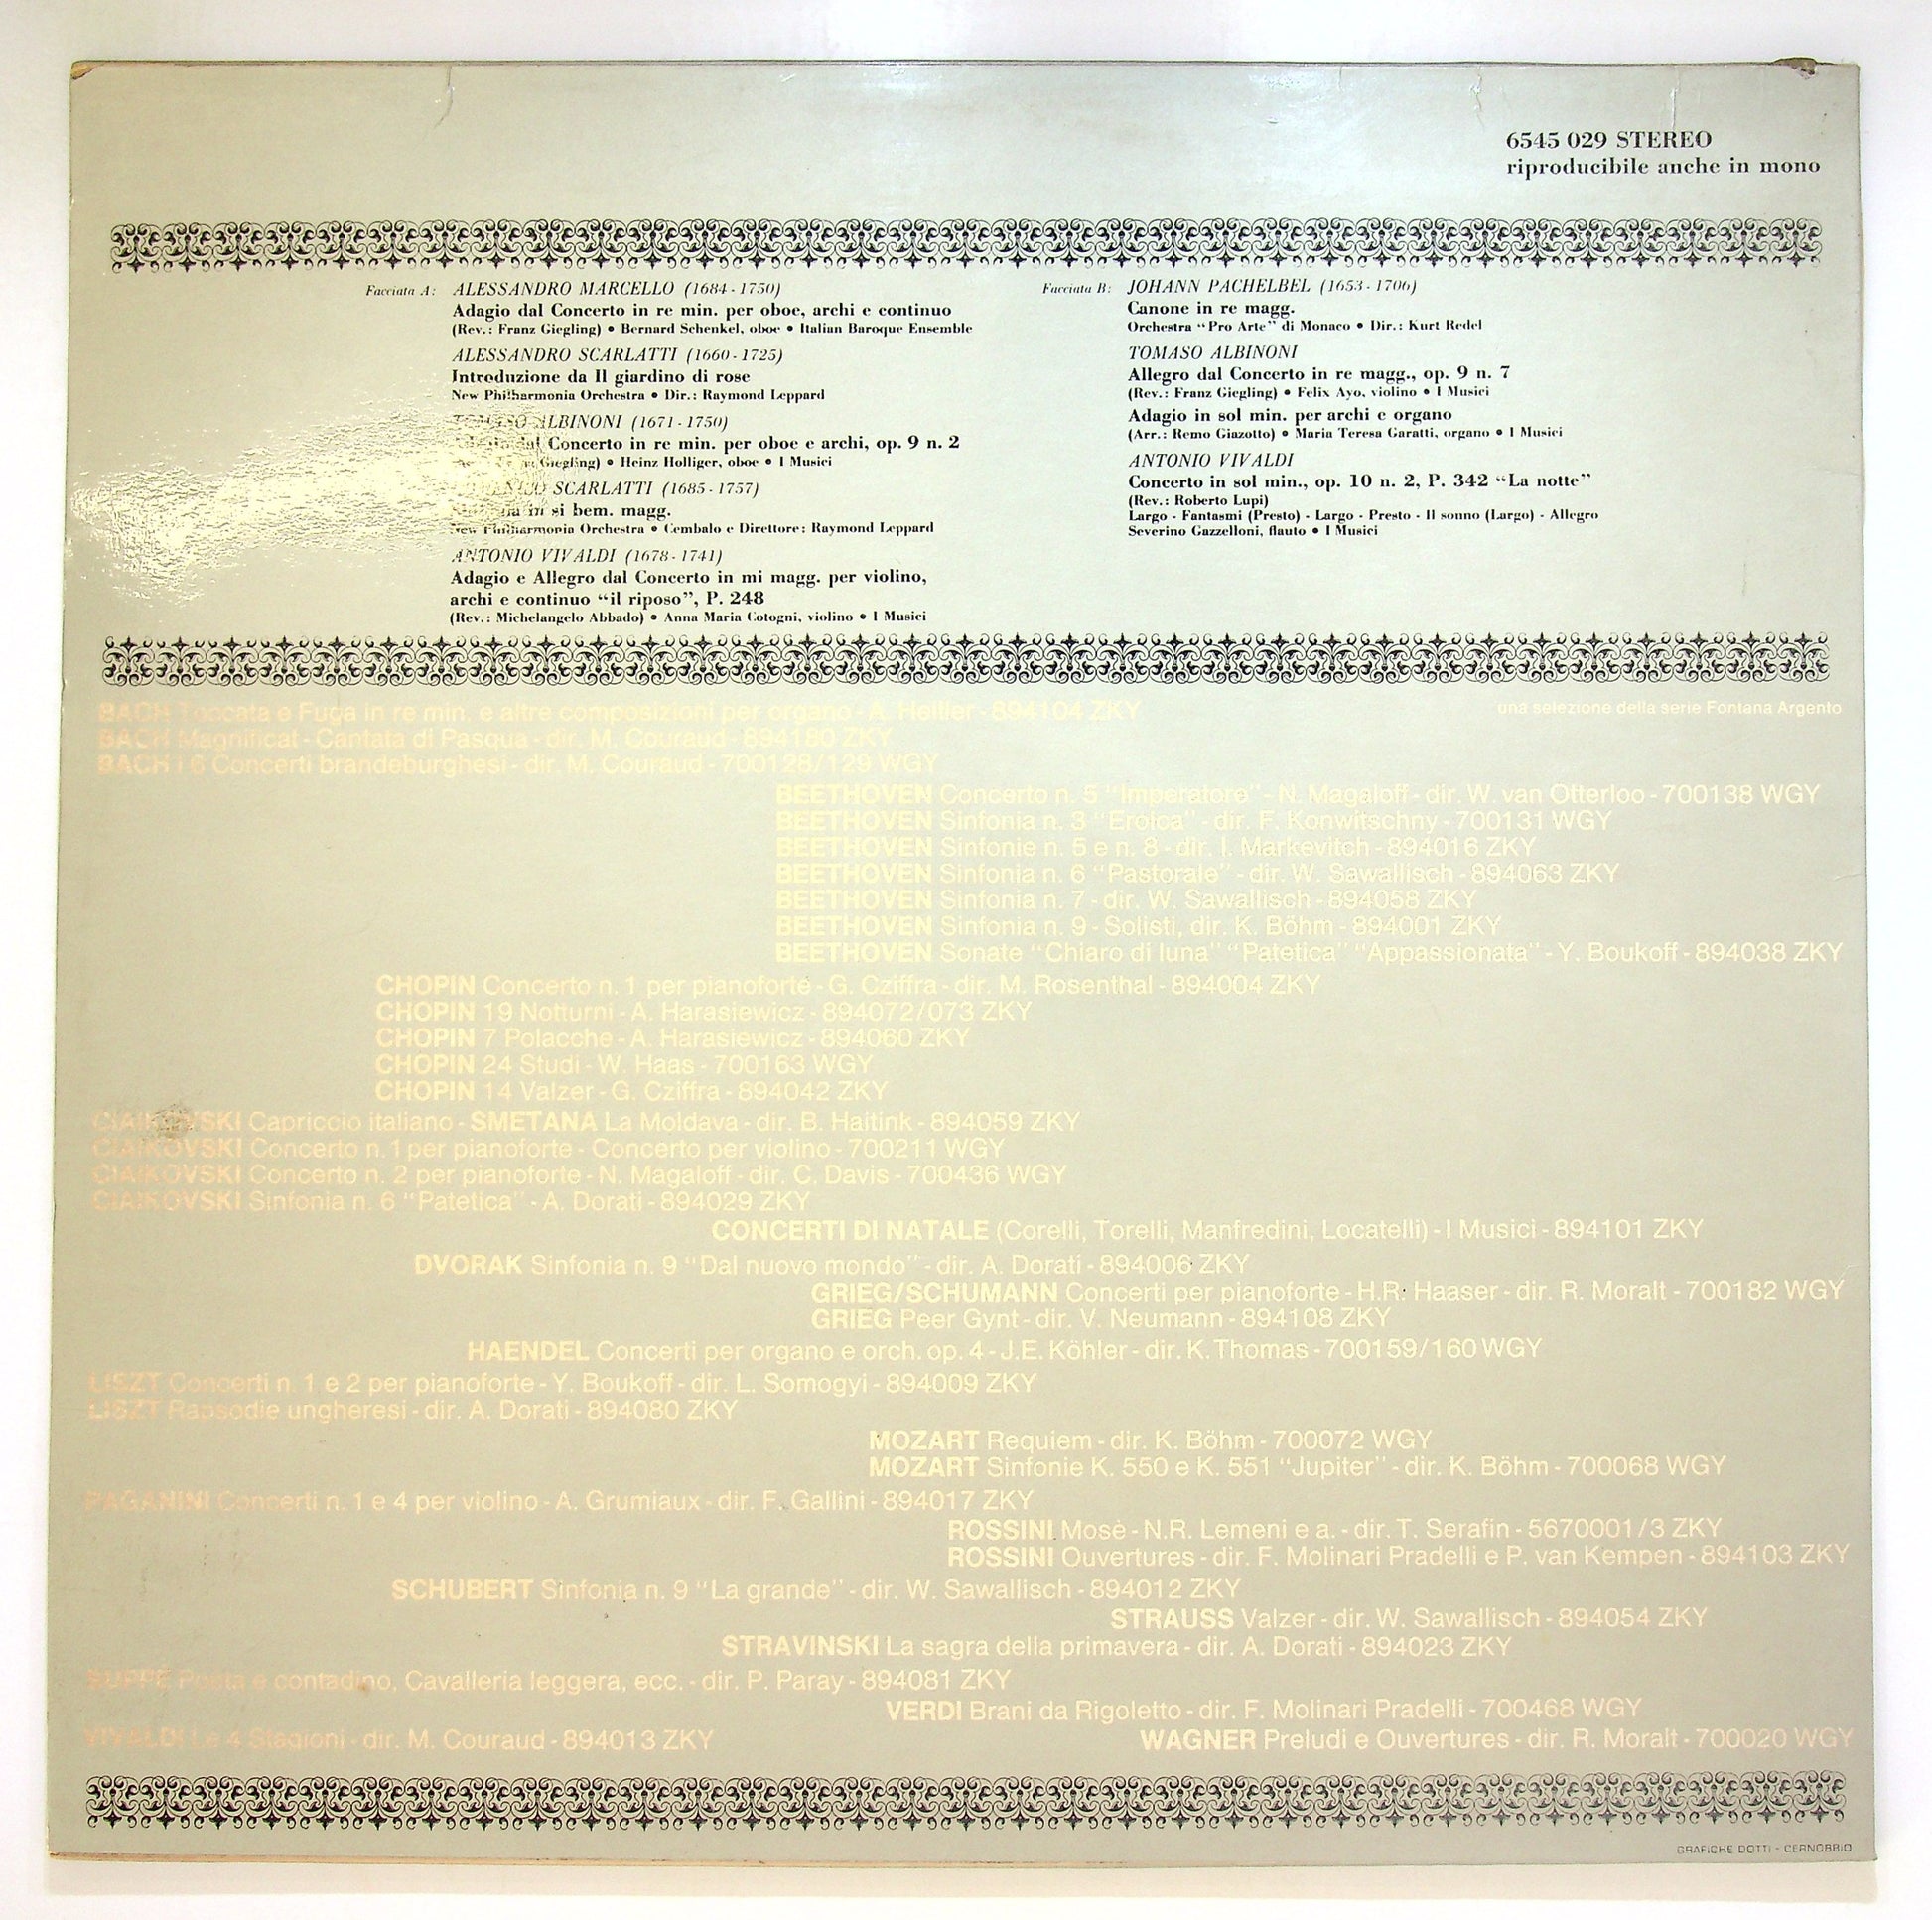 6545 029 STEREO
riproducibile anche in mono
Facciata A: ALESSANDRO MARCELLO (1684 - 1750)
Adagio dal Concerto in re min. per oboe, archi e continuo
(Rev.: Franz Giegling) • Bernard Schenkel, oboe • Italian Baroque Ensemble
ALESSANDRO SCARLATTI (1660 - 1725)
Introduzione da Il giardino di rose
New Philharmonia Orchestra • Dir.: Raymond Leppard
TOMASO ALBINONI (1671 - 1750)
dal Concerto in re min. per oboe e archi, op. 9 n. 2
Giegling) • Heinz Holliger, oboe • I Musici
SCARLATTI (1685 - 1757)
in si bem. magg.
New Philharmonia Orchestra • Cembalo e Direttore: Raymond Leppard
ANTONIO VIVALDI (1678 - 1741)
Adagio e Allegro dal Concerto in mi magg. per violino,
archi e continuo “il riposo”, P. 248
(Rev.: Michelangelo Abbado) • Anna Maria Cotogni, violino • I Musici
Facciata B: JOHANN PACHELBEL (1653 - 1706)
Canone in re magg.
Orchestra “Pro Arte” di Monaco • Dir.: Kurt Redel
TOMASO ALBINONI
Allegro dal Concerto in re magg., op. 9 n. 7
(Rev.: Franz Giegling) • Felix Ayo, violino • I Musici
Adagio in sol min. per archi e organo
(Arr.: Remo Giazotto) • Maria Teresa Garatti, organo • I Musici
ANTONIO VIVALDI
Concerto in sol min., op. 10 n. 2, P. 342 “La notte”
(Rev.: Roberto Lupi)
Largo - Fantasmi (Presto) - Largo - Presto - Il sonno (Largo) - Allegro
Severino Gazzelloni, flauto • I Musici
una selezione della serie Fontana Argento
BACH Toccata e Fuga in re min. e altre composizioni per organo - A. Heiller - 894104 ZKY
BACH Magnificat - Cantata di Pasqua - dir. M. Couraud - 894180 ZKY
BACH I 6 Concerti brandeburghesi - dir. M. Couraud - 700128/129 WGY
BEETHOVEN Concerto n. 5 “Imperatore” - N. Magaloff - dir. W. van Otterloo - 700138 WGY
BEETHOVEN Sinfonia n. 3 “Eroica” - dir. F. Konwitschny - 700131 WGY
BEETHOVEN Sinfonie n. 5 e n. 8 - dir. I. Markevitch - 894016 ZKY
BEETHOVEN Sinfonia n. 6 “Pastorale” - dir. W. Sawallisch - 894063 ZKY
BEETHOVEN Sinfonia n. 7 - dir. W. Sawallisch - 894058 ZKY
BEETHOVEN Sinfonia n. 9 - Solisti, dir. K. Böhm - 894001 ZKY
BEETHOVEN Sonate “Chiaro di luna” “Patetica” “Appassionata” - Y. Boukoff - 894038 ZKY
CHOPIN Concerto n. 1 per pianoforte - G. Cziffra - dir. M. Rosenthal - 894004 ZKY
CHOPIN 19 Notturni - A. Harasiewicz - 894072/073 ZKY
CHOPIN 7 Polacche - A. Harasiewicz - 894060 ZKY
CHOPIN 24 Studi - W. Haas - 700163 WGY
CHOPIN 14 Valzer - G. Cziffra - 894042 ZKY
CIAIKOVSKI Capriccio italiano - SMETANA La Moldava - dir. B. Haitink - 894059 ZKY
CIAIKOVSKI Concerto n. 1 per pianoforte - Concerto per violino - 700211 WGY
CIAIKOVSKI Concerto n. 2 per pianoforte - N. Magaloff - dir. C. Davis - 700436 WGY
CIAIKOVSKI Sinfonia n. 6 “Patetica” - A. Dorati - 894029 ZKY
CONCERTI DI NATALE (Corelli, Torelli, Manfredini, Locatelli) - I Musici - 894101 ZKY
DVORAK Sinfonia n. 9 “Dal nuovo mondo” - dir. A. Dorati - 894006 ZKY
GRIEG/SCHUMANN Concerti per pianoforte - H.R. Haaser - dir. R. Moralt - 700182 WGY
GRIEG Peer Gynt - dir. V. Neumann - 894108 ZKY
HAENDEL Concerti per organo e orch. op. 4 - J.E. Köhler - dir. K. Thomas - 700159/160 WGY
LISZT Concerti n. 1 e 2 per pianoforte - Y. Boukoff - dir. L. Somogyi - 894009 ZKY
LISZT Rapsodie ungheresi - dir. A. Dorati - 894080 ZKY
MOZART Requiem - dir. K. Böhm - 700072 WGY
MOZART Sinfonie K. 550 e K. 551 “Jupiter” - dir. K. Böhm - 700068 WGY
PAGANINI Concerti n. 1 e 4 per violino - A. Grumiaux - dir. F. Gallini - 894017 ZKY
ROSSINI Mosè - N.R. Lemeni e a. - dir. T. Serafin - 5670001/3 ZKY
ROSSINI Ouvertures - dir. F. Molinari Pradelli e P. van Kempen - 894103 ZKY
SCHUBERT Sinfonia n. 9 “La grande” - dir. W. Sawallisch - 894012 ZKY
STRAUSS Valzer - dir. W. Sawallisch - 894054 ZKY
STRAVINSKI La sagra della primavera - dir. A. Dorati - 894023 ZKY
SUPPÉ Poeta e contadino, Cavalleria leggera, ecc. - dir. P. Paray - 894081 ZKY
VERDI Brani da Rigoletto - dir. F. Molinari Pradelli - 700468 WGY
VIVALDI Le 4 Stagioni - dir. M. Couraud - 894013 ZKY
WAGNER Preludi e Ouvertures - dir. R. Moralt - 700020 WGY
GRAFICHE DOTTI - CERNOBBIO